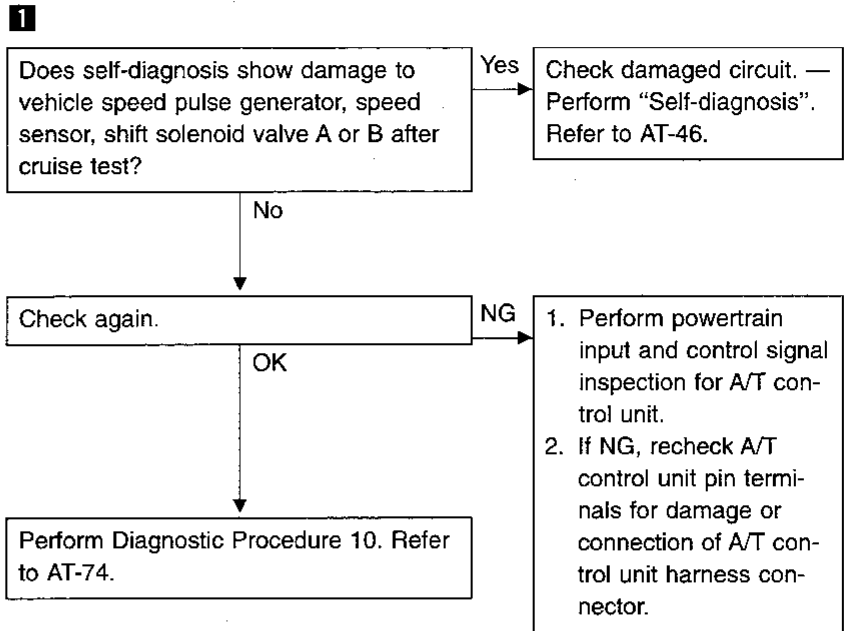 1
Does self-diagnosis show damage to
vehicle speed pulse generator, speed
sensor, shift solenoid valve A or B after
cruise test?
Yes
Check damaged circuit. —
Perform “Self-diagnosis”.
Refer to AT-46.
No
Check again.
NG
1. Perform powertrain
input and control signal
inspection for A/T con-
trol unit.
2. If NG, recheck A/T
control unit pin termi-
nals for damage or
connection of A/T con-
trol unit harness con-
nector.
OK
Perform Diagnostic Procedure 10. Refer
to AT-74.